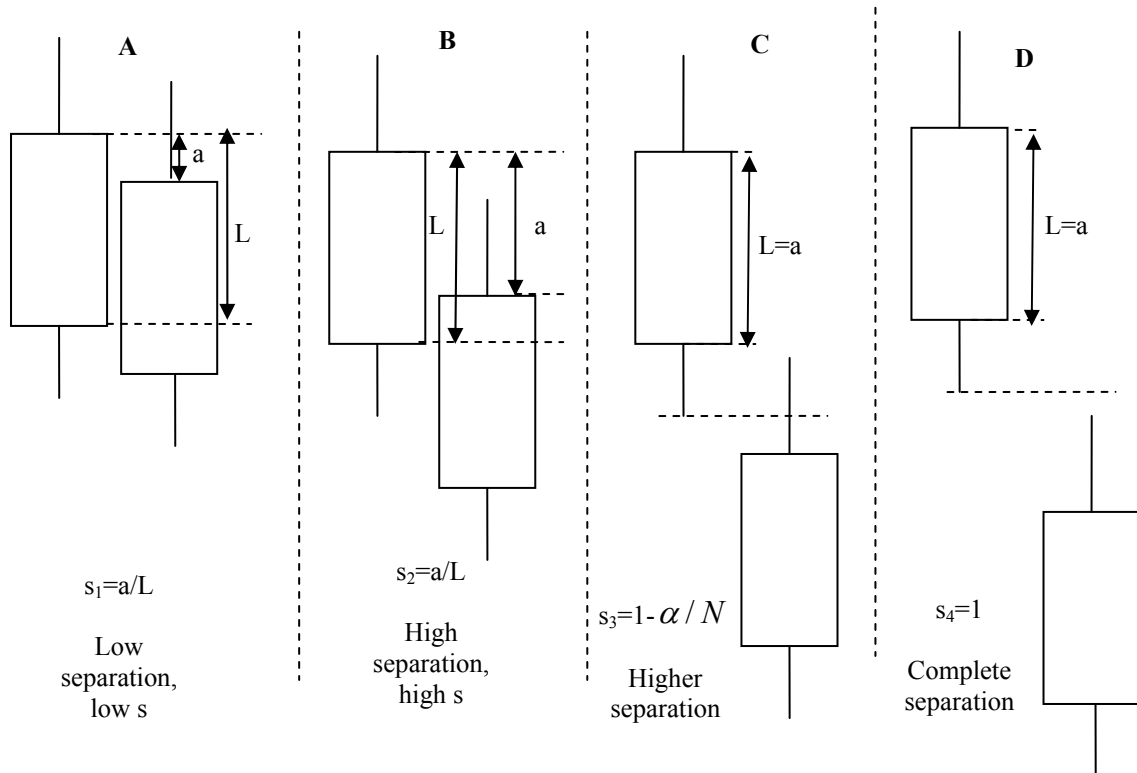 A
a
L
s₁=a/L
Low
separation,
low s
B
L
a
s₂=a/L
High
separation,
high s
C
L=a
s₃=1-α / N
Higher
separation
D
L=a
s₄=1
Complete
separation